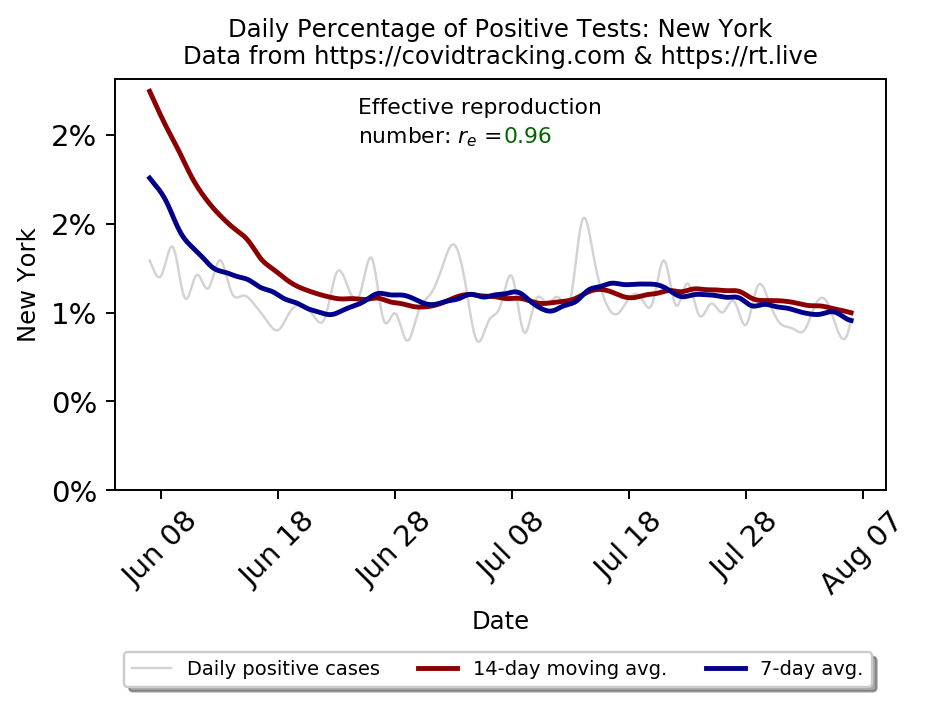 Daily Percentage of Positive Tests: New York
Data from https://covidtracking.com & https://rt.live
Effective reproduction
number: rₑ =0.96
2%
2%
1%
0%
0%
New York
Jun 08 Jun 18 Jun 28 Jul 08 Jul 18 Jul 28 Aug 07
Date
Daily positive cases 14-day moving avg. 7-day avg.